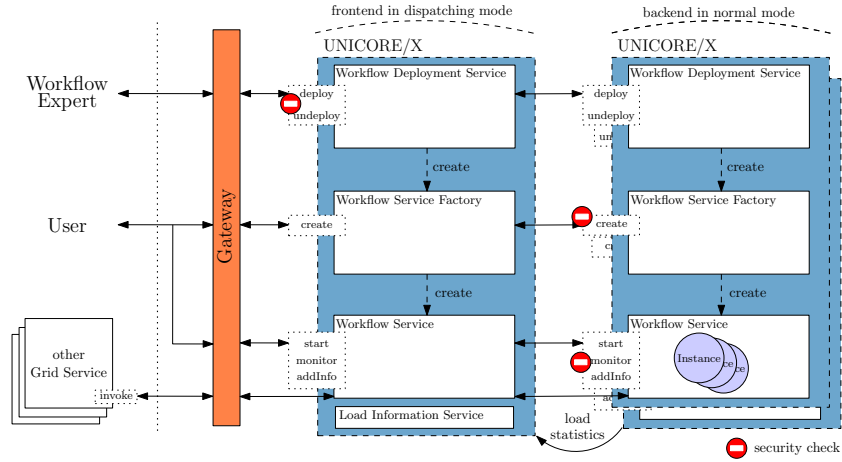 frontend in dispatching mode
backend in normal mode
UNICORE/X
UNICORE/X
Workflow Deployment Service
Workflow Deployment Service
Workflow
Expert
deploy
undeploy
deploy
undeploy
un
create
create
Workflow Service Factory
Workflow Service Factory
User
Gateway
create
create
c
create
create
Workflow Service
Workflow Service
other
Grid Service
invoke
start
monitor
addInfo
start
monitor
addInfo
a
Instance
ce
ce
Load Information Service
load
statistics
security check